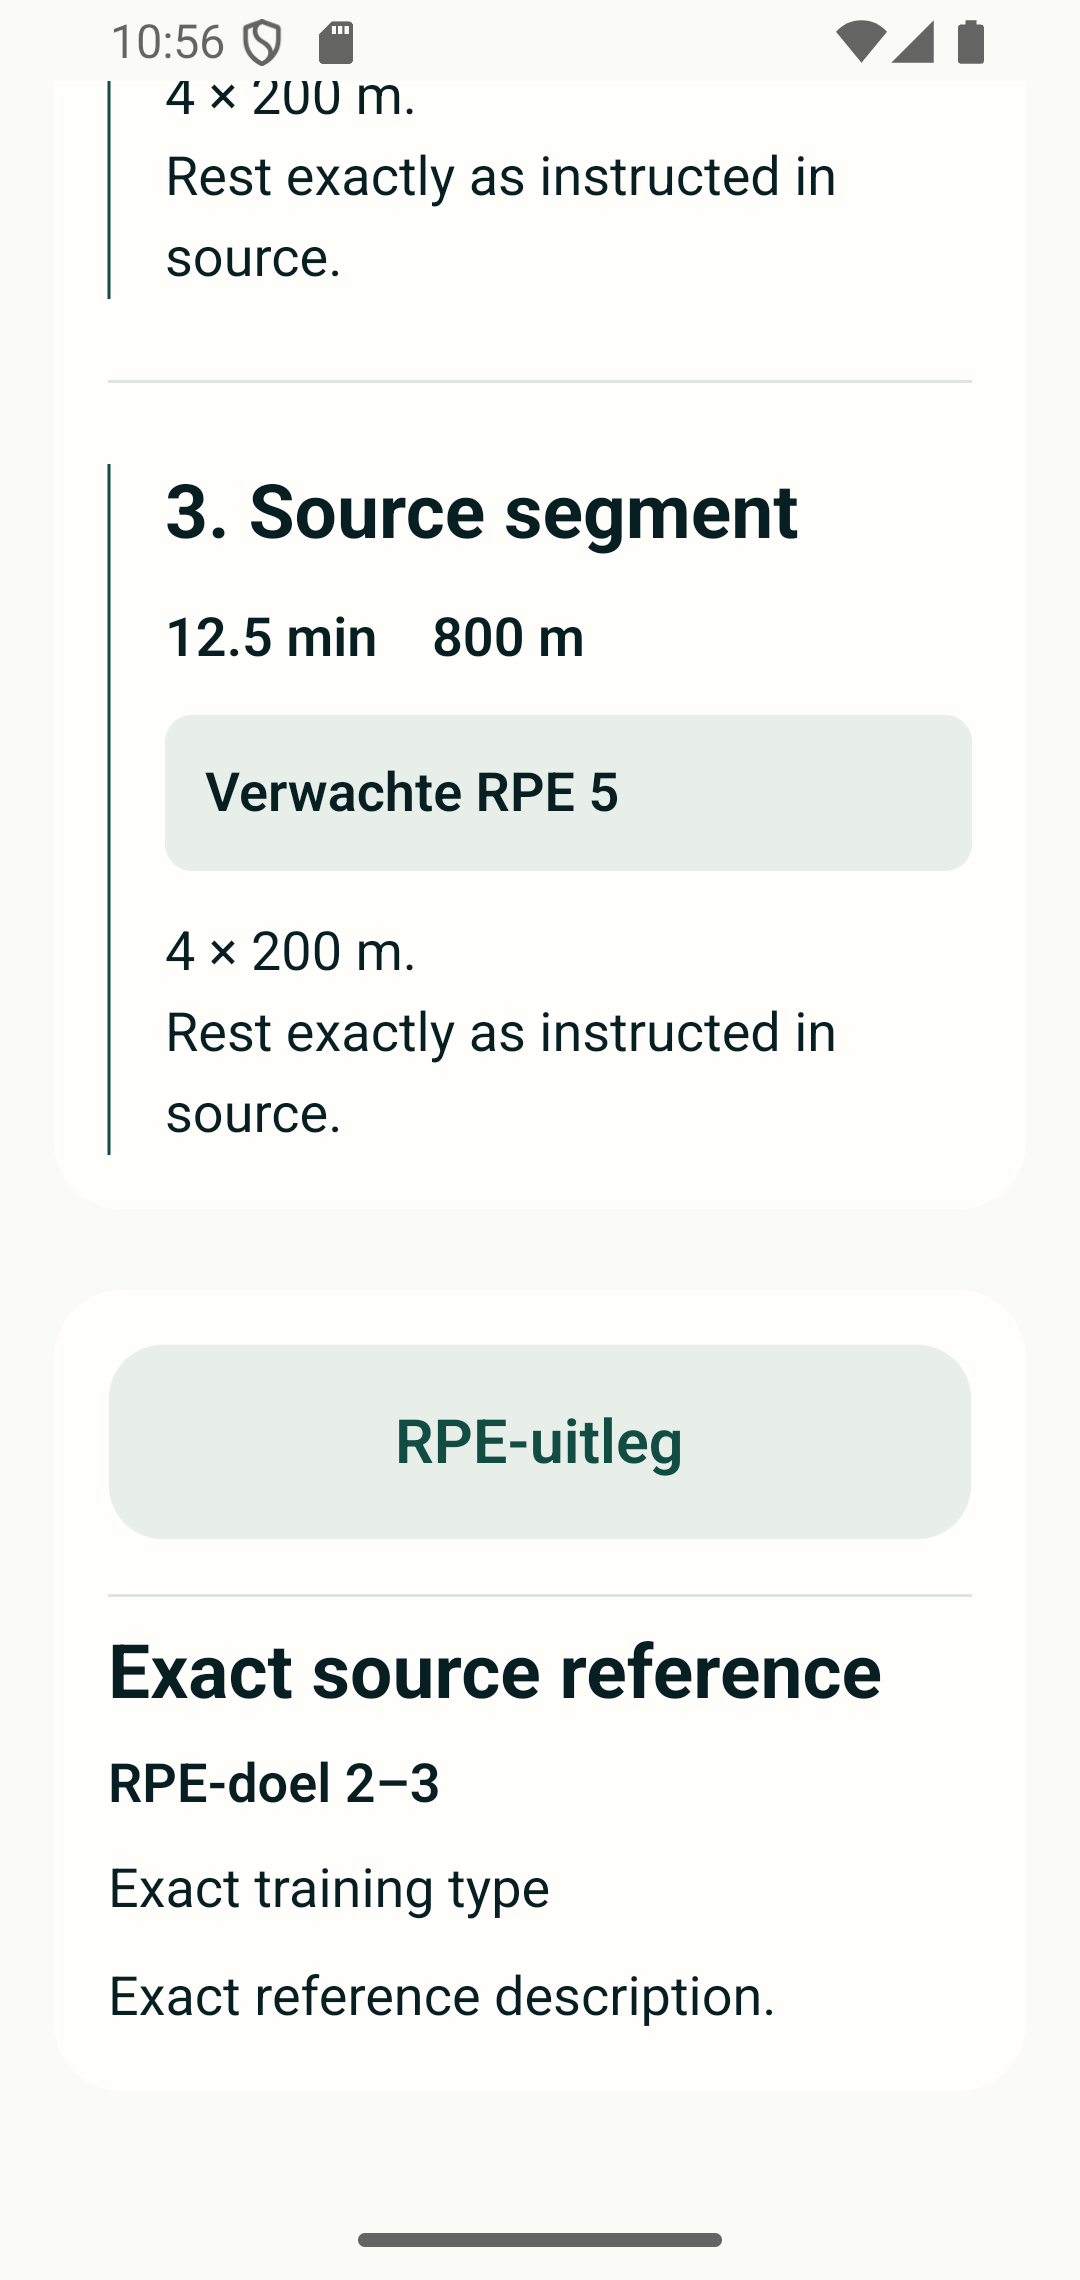 10:56
4 × 200 m.
Rest exactly as instructed in
source.
3. Source segment
12.5 min 800 m
Verwachte RPE 5
4 × 200 m.
Rest exactly as instructed in
source.
RPE-uitleg
Exact source reference
RPE-doel 2–3
Exact training type
Exact reference description.